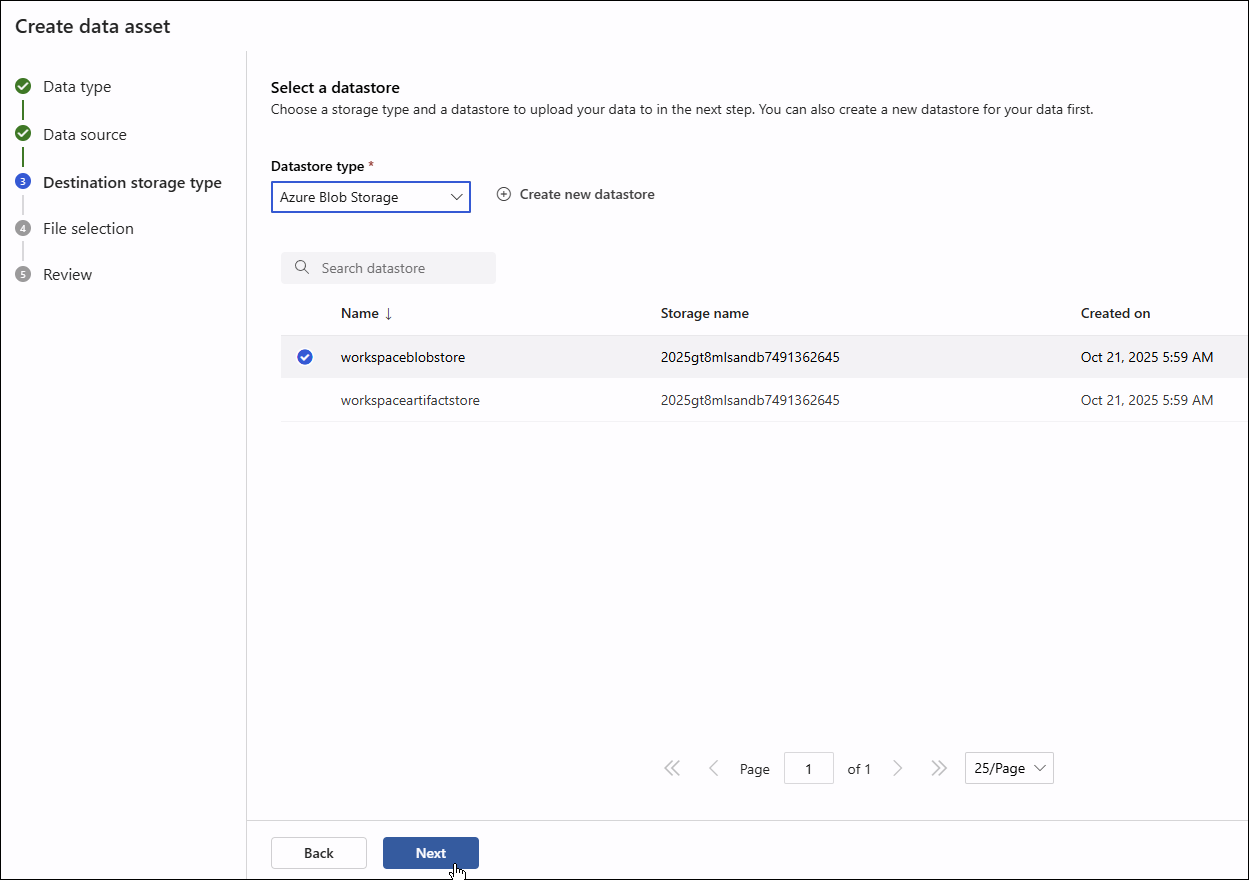 Create data asset
Data type
Data source
3 Destination storage type
4 File selection
5 Review
Select a datastore
Choose a storage type and a datastore to upload your data to in the next step. You can also create a new datastore for your data first.
Datastore type *
Azure Blob Storage
Create new datastore
Search datastore
Name ↓ Storage name Created on
workspaceblobstore 2025gt8mlsandb7491362645 Oct 21, 2025 5:59 AM
workspaceartifactstore 2025gt8mlsandb7491362645 Oct 21, 2025 5:59 AM
Page 1 of 1 25/Page
Back Next